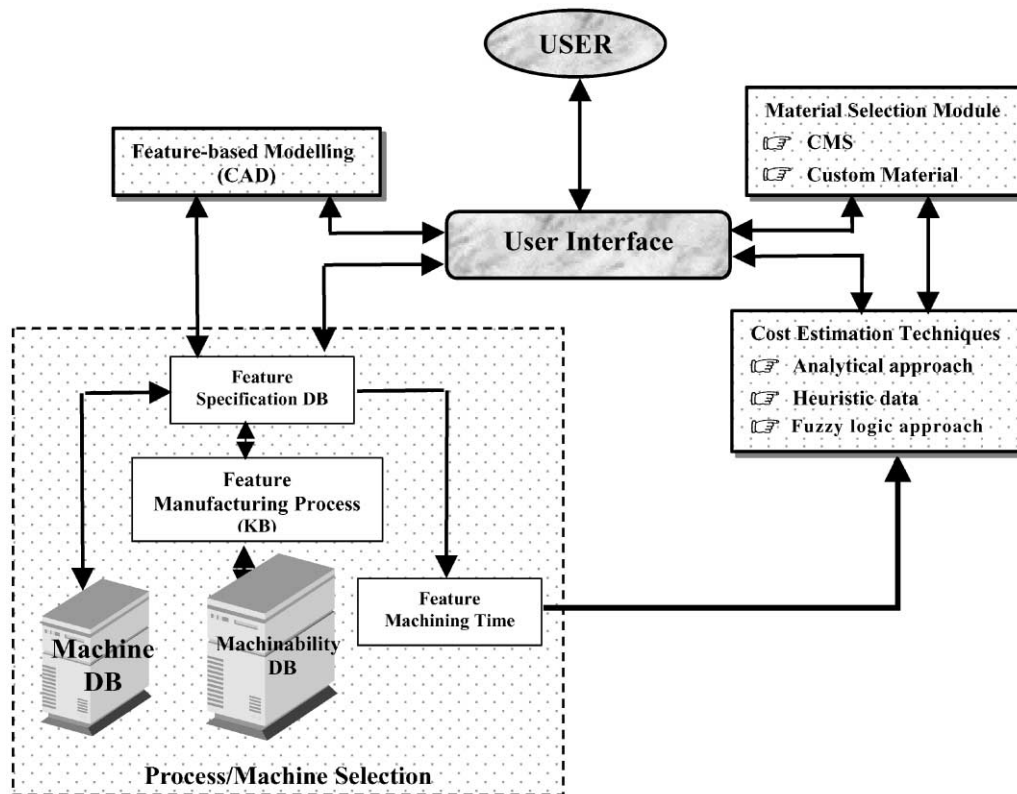 USER
Material Selection Module
CMS
Custom Material
Feature-based Modelling
(CAD)
User Interface
Cost Estimation Techniques
Analytical approach
Heuristic data
Fuzzy logic approach
Feature
Specification DB
Feature
Manufacturing Process
(KB)
Feature
Machining Time
Machine
DB
Machinability
DB
Process/Machine Selection